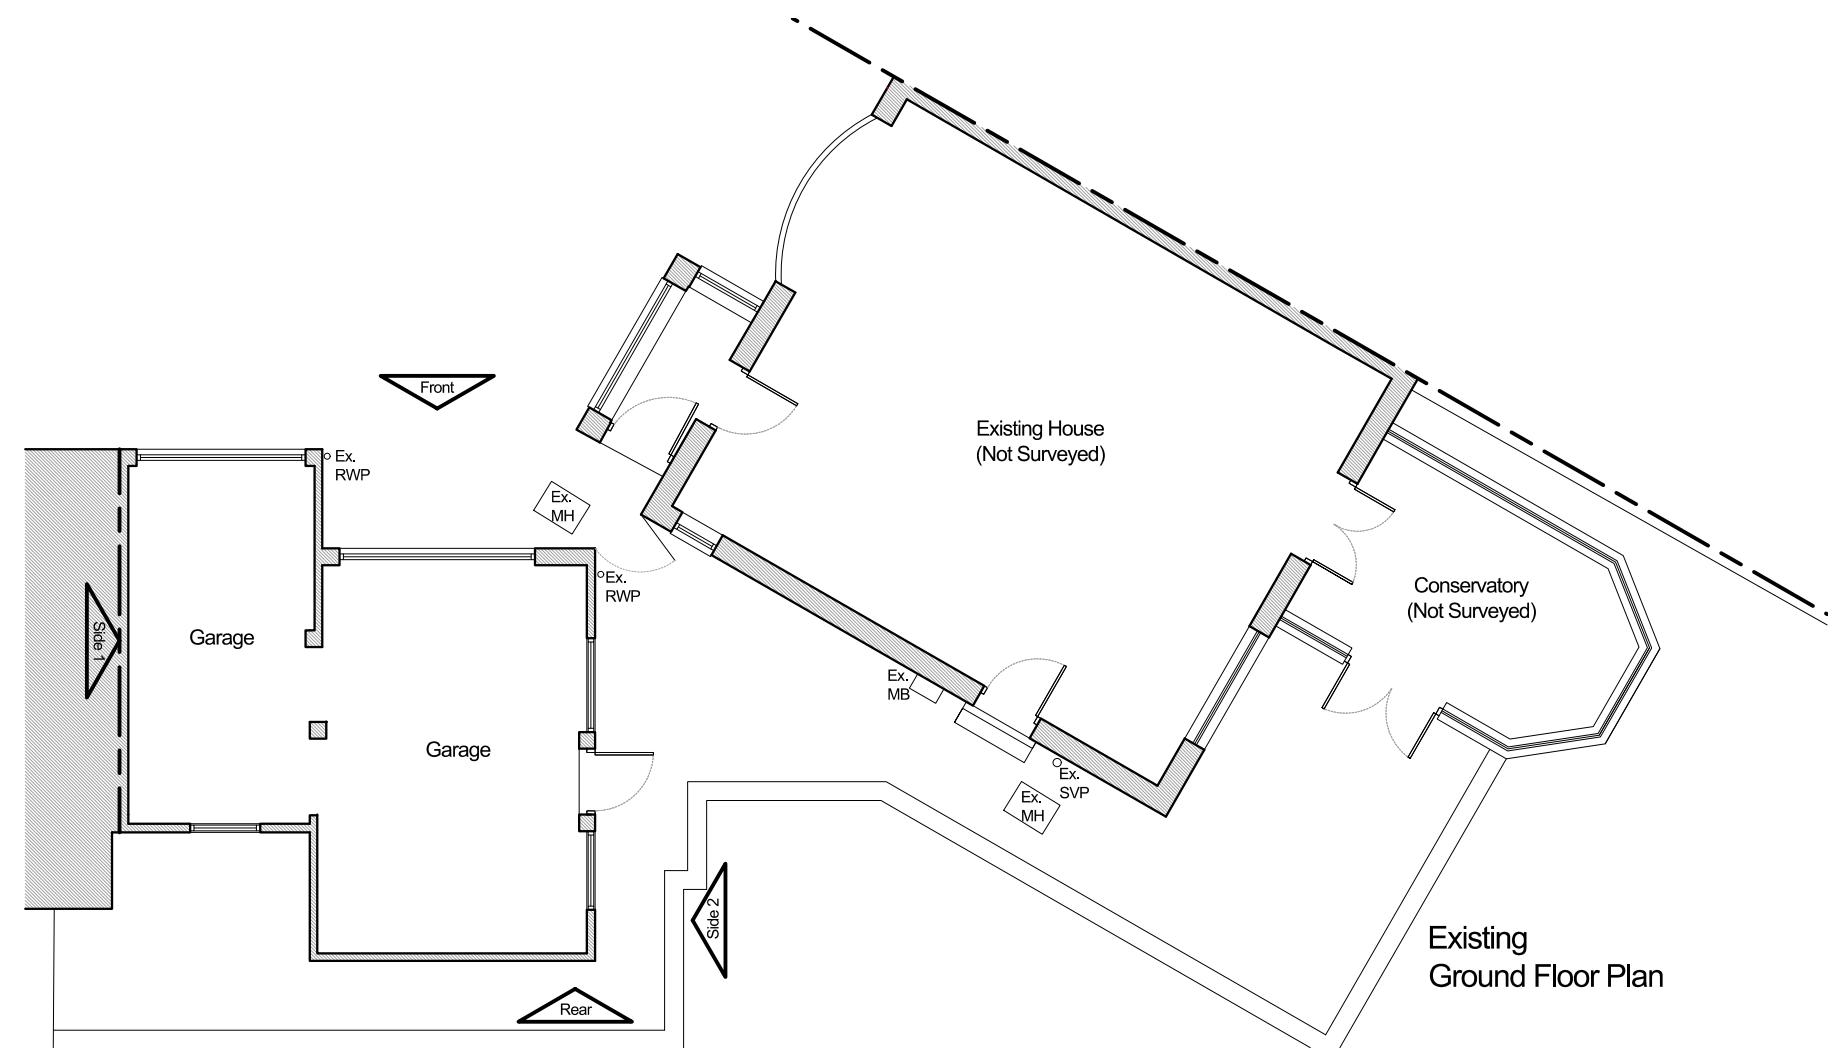 Front
Existing House
(Not Surveyed)
Ex.
RWP
Ex.
MH
Ex.
RWP
Conservatory
(Not Surveyed)
Side 1
Garage
Ex.
MB
Garage
Ex.
SVP
Ex.
MH
Side 2
Existing
Ground Floor Plan
Rear